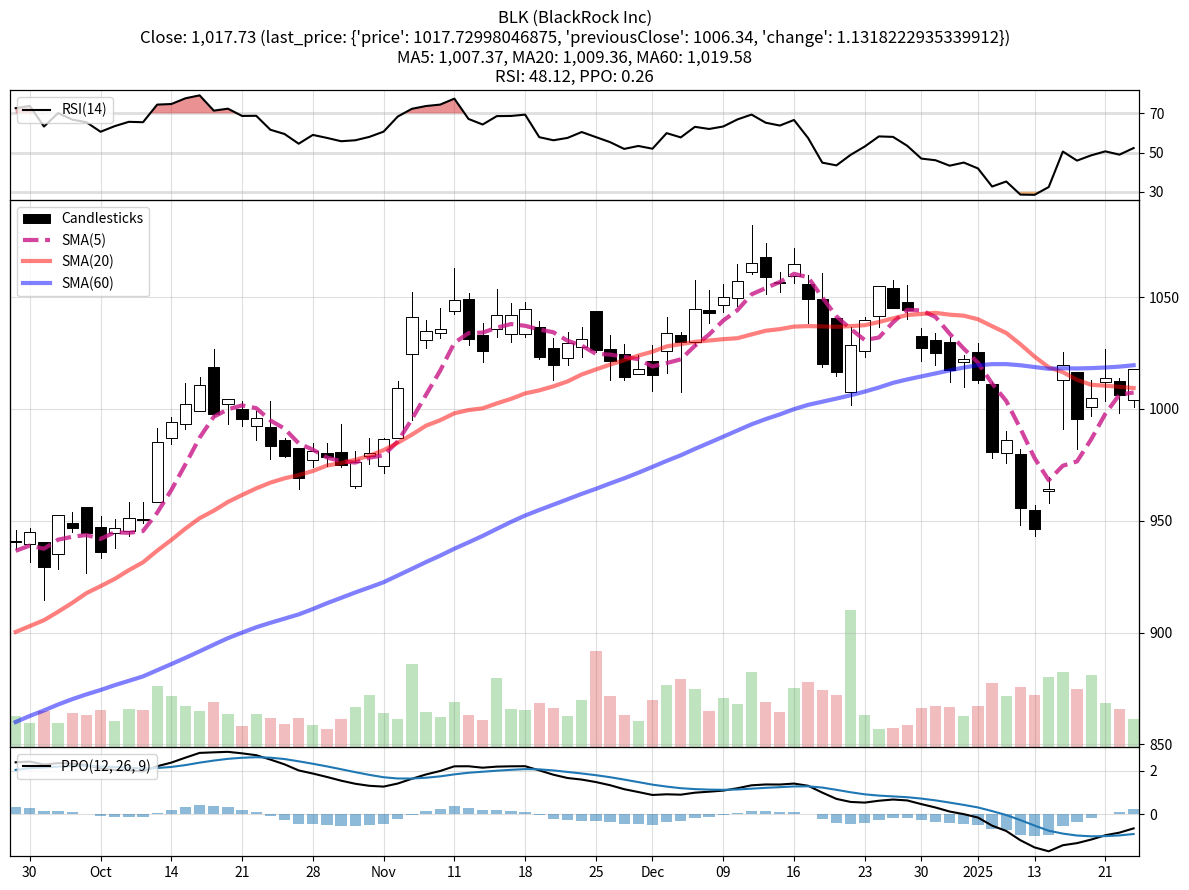 BLK (BlackRock Inc)
Close: 1,017.73 (last_price: {'price': 1017.72998046875, 'previousClose': 1006.34, 'change': 1.1318222935339912})
MA5: 1,007.37, MA20: 1,009.36, MA60: 1,019.58
RSI: 48.12, PPO: 0.26
RSI(14)
70
50
30
Candlesticks
SMA(5)
SMA(20)
SMA(60)
1050
1000
950
900
850
PPO(12,26,9)
2
0
30 Oct 14 21 28 Nov 11 18 25 Dec 09 16 23 30 2025 13 21